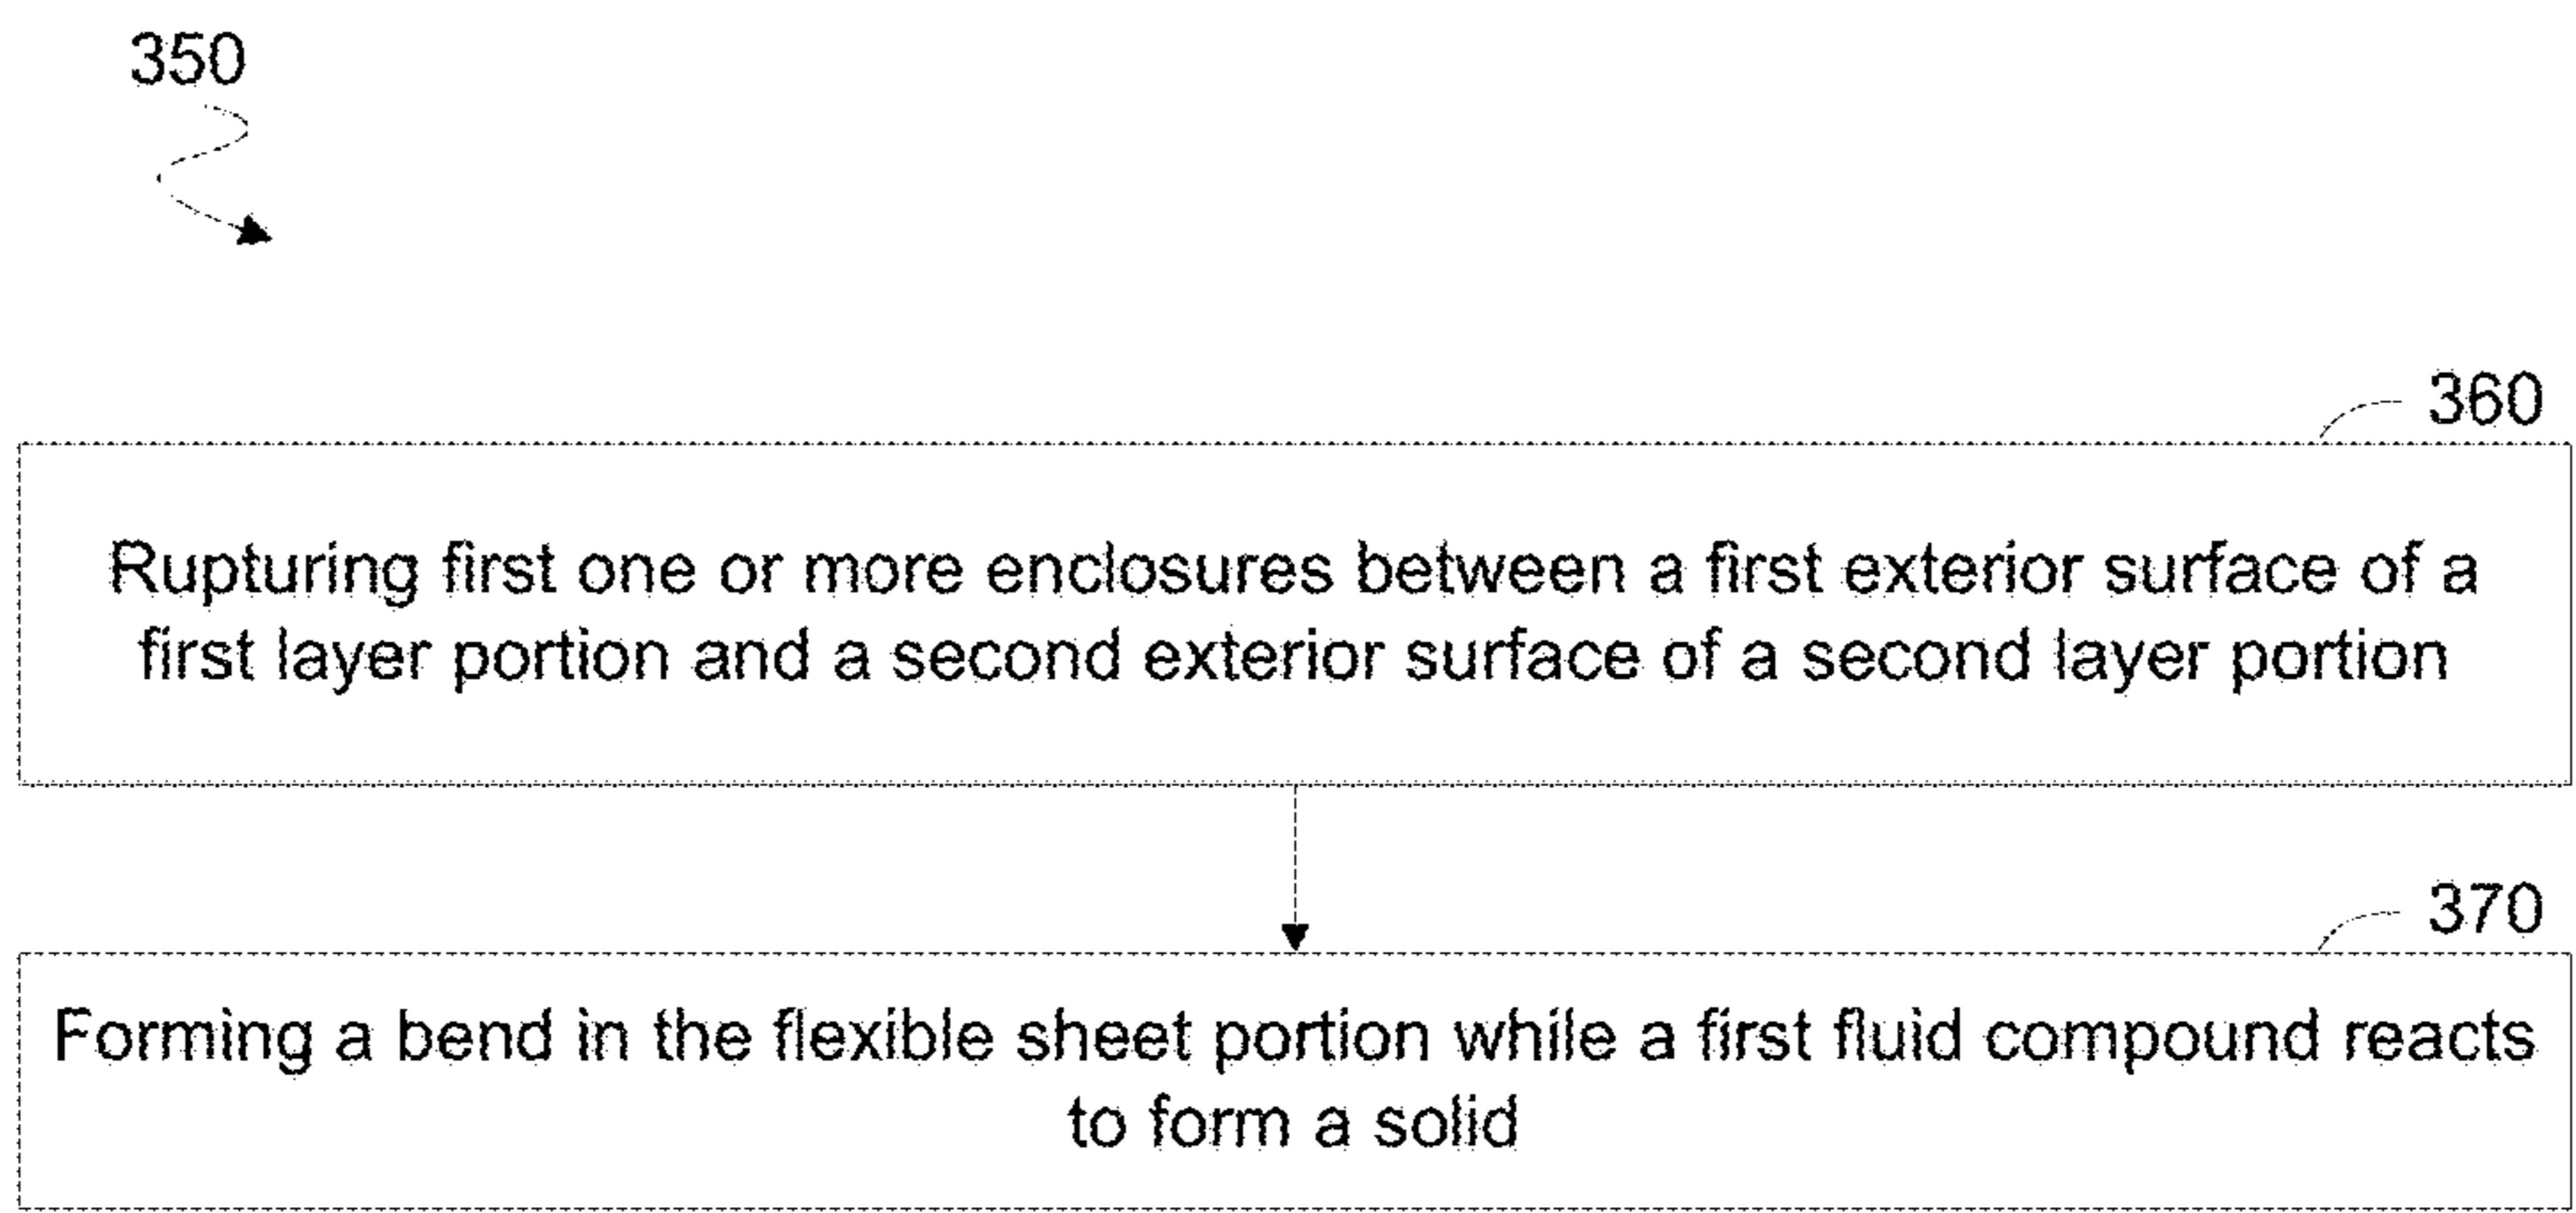 350
360
Rupturing first one or more enclosures between a first exterior surface of a
first layer portion and a second exterior surface of a second layer portion
370
Forming a bend in the flexible sheet portion while a first fluid compound reacts
to form a solid